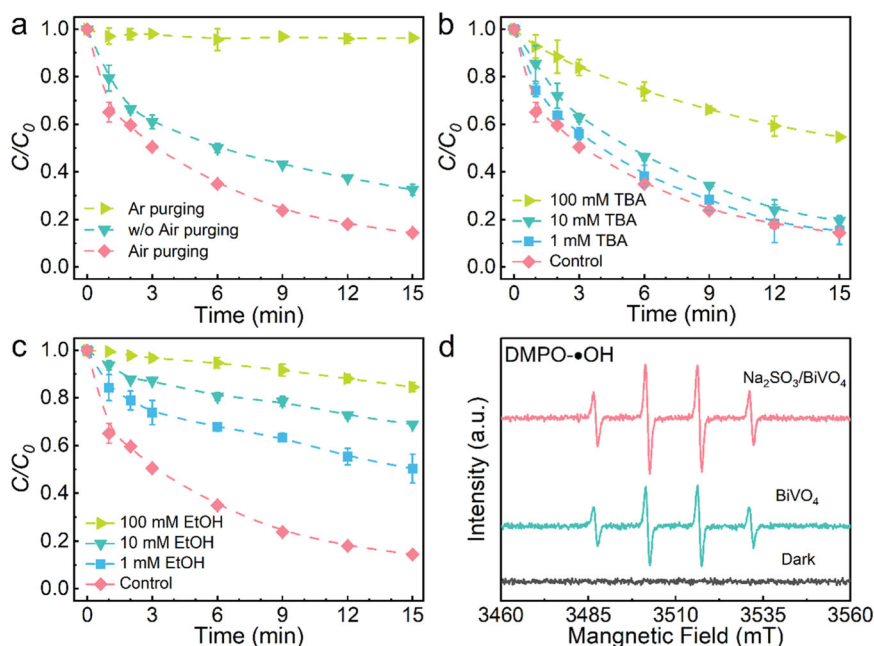 a
C/C0
1.0
0.8
0.6
0.4
0.2
0.0
Ar purging
w/o Air purging
Air purging
0 3 6 9 12 15
Time (min)
b
C/C0
1.0
0.8
0.6
0.4
0.2
0.0
100 mM TBA
10 mM TBA
1 mM TBA
Control
0 3 6 9 12 15
Time (min)
c
C/C0
1.0
0.8
0.6
0.4
0.2
0.0
100 mM EtOH
10 mM EtOH
1 mM EtOH
Control
0 3 6 9 12 15
Time (min)
d
DMPO-●OH
Intensity (a.u.)
Na2SO3/BiVO4
BiVO4
Dark
3460 3485 3510 3535 3560
Mangnetic Field (mT)